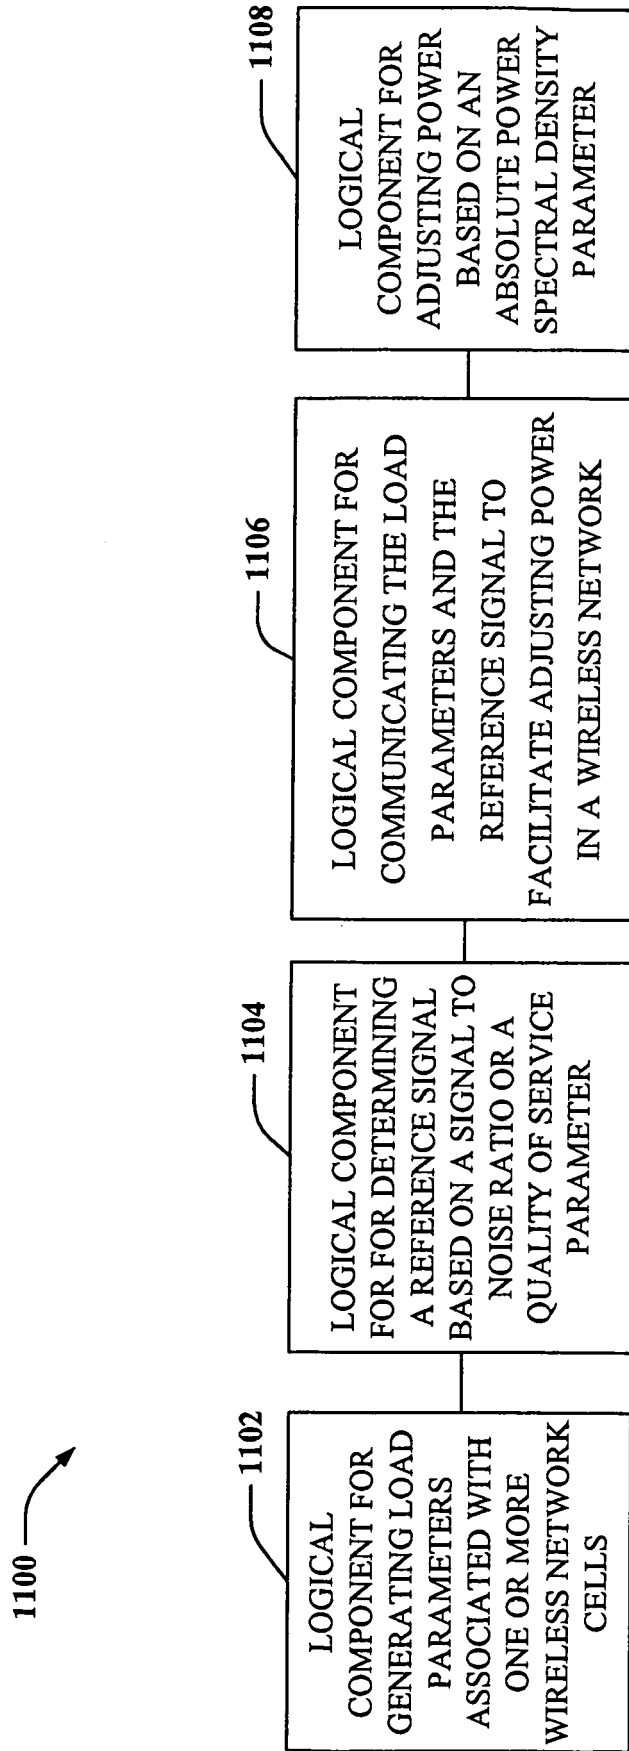 1100
1102
LOGICAL
COMPONENT FOR
GENERATING LOAD
PARAMETERS
ASSOCIATED WITH
ONE OR MORE
WIRELESS NETWORK
CELLS
1104
LOGICAL COMPONENT
FOR FOR DETERMINING
A REFERENCE SIGNAL
BASED ON A SIGNAL TO
NOISE RATIO OR A
QUALITY OF SERVICE
PARAMETER
1106
LOGICAL COMPONENT FOR
COMMUNICATING THE LOAD
PARAMETERS AND THE
REFERENCE SIGNAL TO
FACILITATE ADJUSTING POWER
IN A WIRELESS NETWORK
1108
LOGICAL
COMPONENT FOR
ADJUSTING POWER
BASED ON AN
ABSOLUTE POWER
SPECTRAL DENSITY
PARAMETER